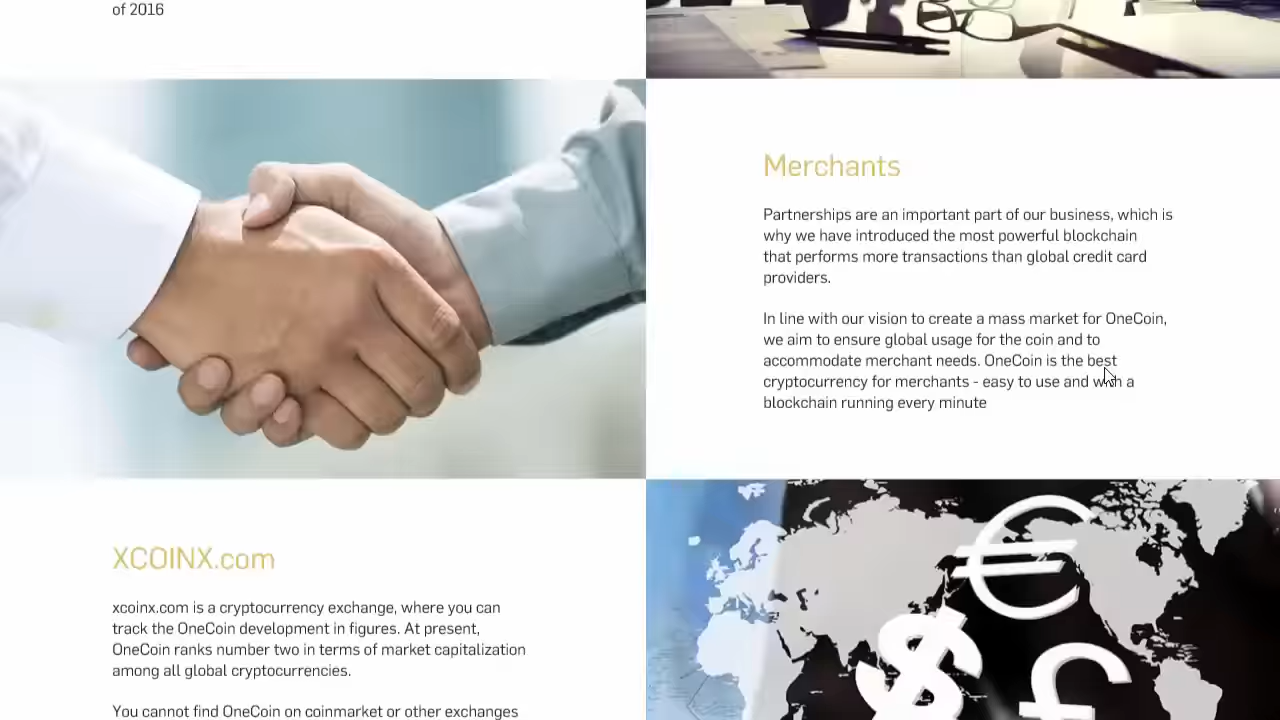 of 2016
Merchants
Partnerships are an important part of our business, which is
why we have introduced the most powerful blockchain
that performs more transactions than global credit card
providers.
In line with our vision to create a mass market for OneCoin,
we aim to ensure global usage for the coin and to
accommodate merchant needs. OneCoin is the best
cryptocurrency for merchants - easy to use and with a
blockchain running every minute
XCOINX.com
xcoinx.com is a cryptocurrency exchange, where you can
track the OneCoin development in figures. At present,
OneCoin ranks number two in terms of market capitalization
among all global cryptocurrencies.
You cannot find OneCoin on coinmarket or other exchanges
€
$
£